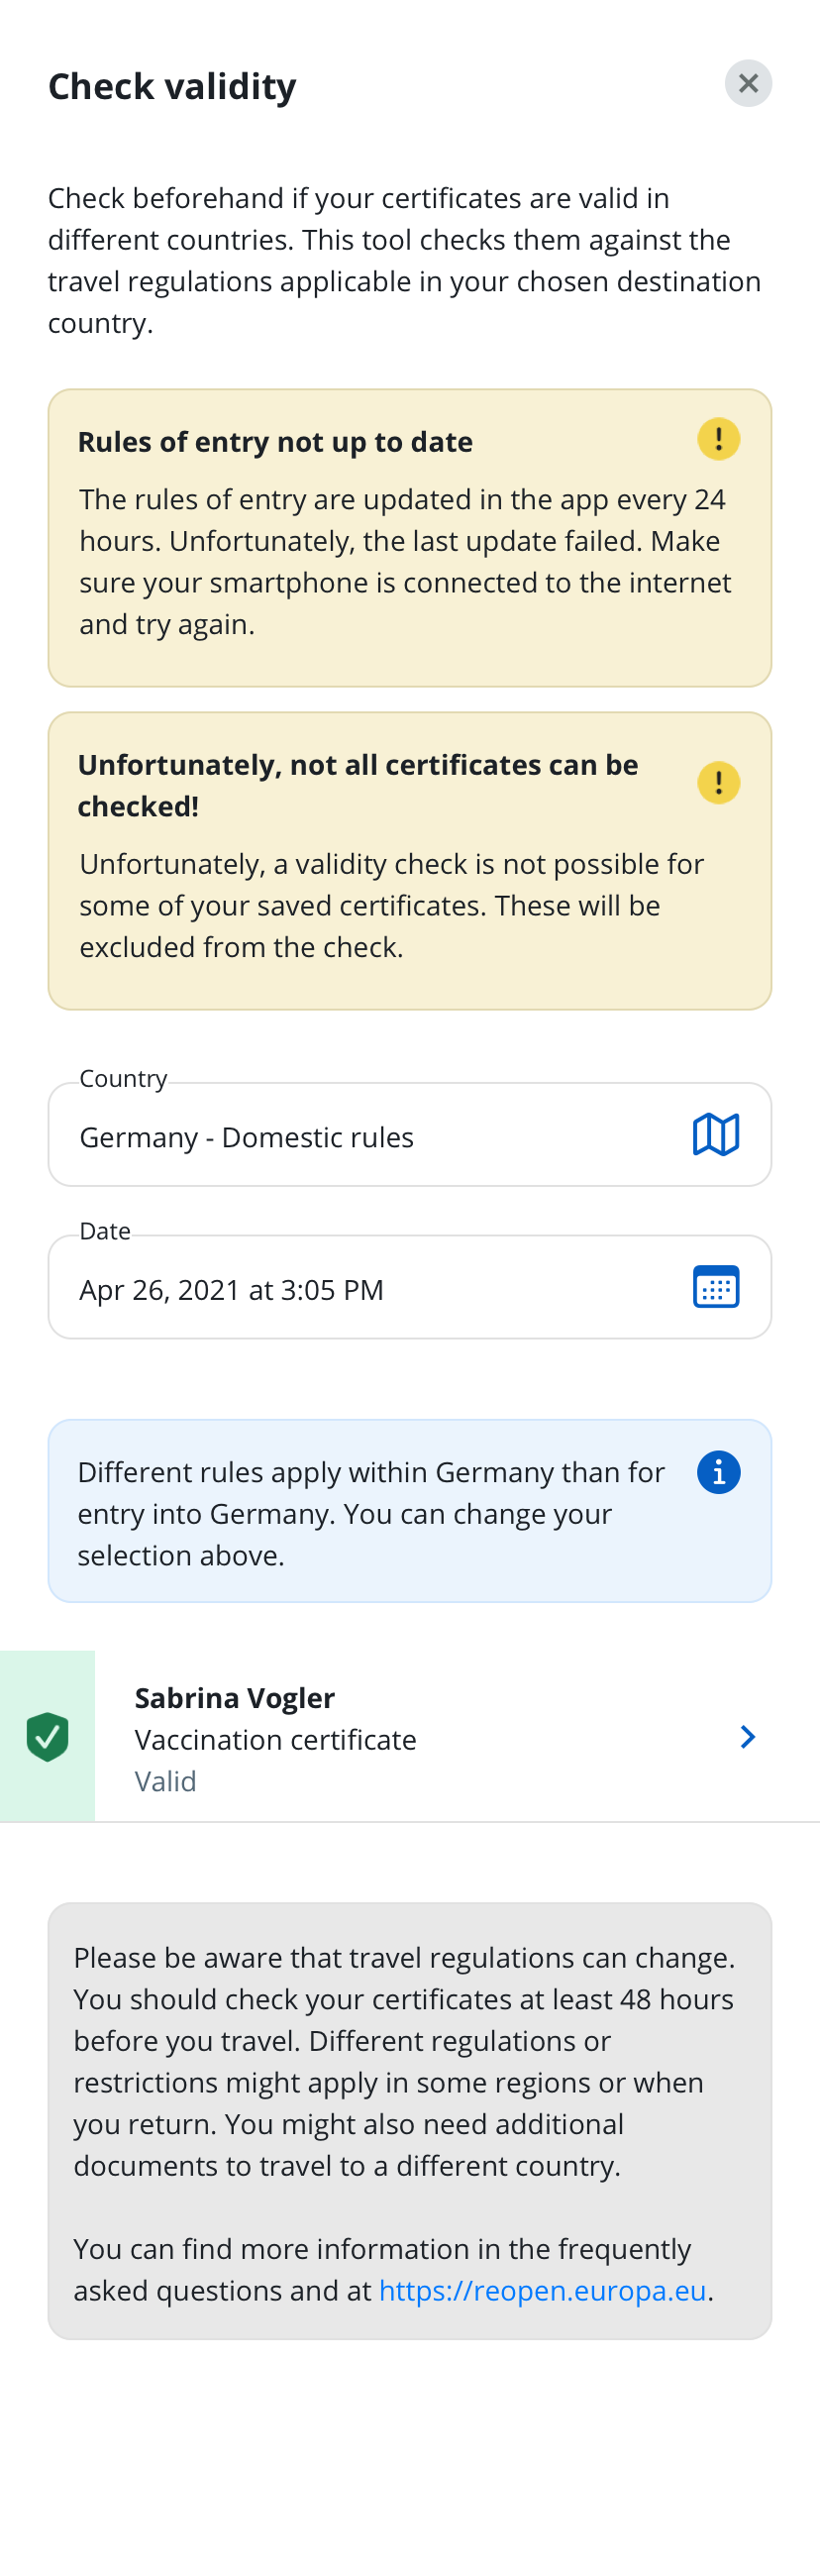 Check validity
Check beforehand if your certificates are valid in
different countries. This tool checks them against the
travel regulations applicable in your chosen destination
country.
Rules of entry not up to date
The rules of entry are updated in the app every 24
hours. Unfortunately, the last update failed. Make
sure your smartphone is connected to the internet
and try again.
Unfortunately, not all certificates can be
checked!
Unfortunately, a validity check is not possible for
some of your saved certificates. These will be
excluded from the check.
Country
Germany - Domestic rules
Date
Apr 26, 2021 at 3:05 PM
Different rules apply within Germany than for
entry into Germany. You can change your
selection above.
Sabrina Vogler
Vaccination certificate
Valid
Please be aware that travel regulations can change.
You should check your certificates at least 48 hours
before you travel. Different regulations or
restrictions might apply in some regions or when
you return. You might also need additional
documents to travel to a different country.
You can find more information in the frequently
asked questions and at https://reopen.europa.eu.